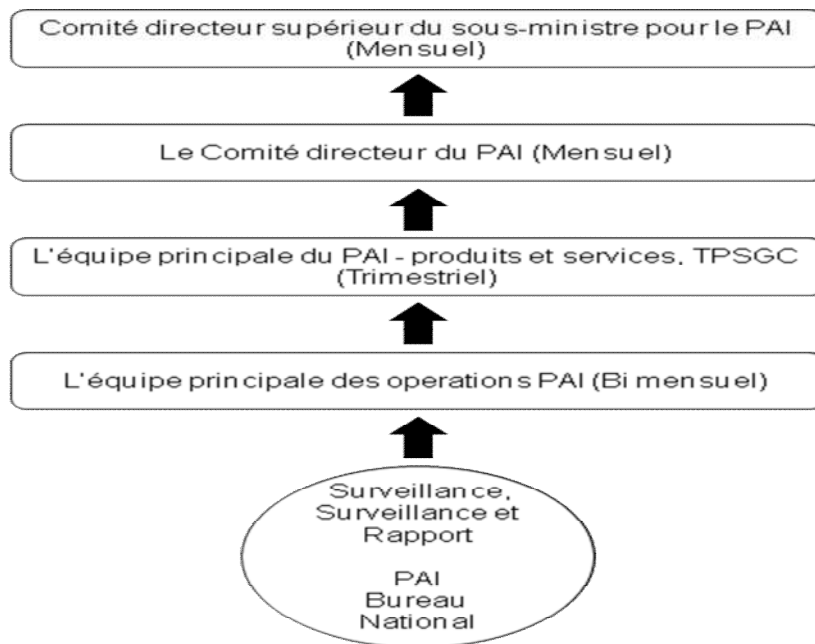 Comité directeur supérieur du sous-ministre pour le PAI
(Mensuel)
Le Comité directeur du PAI (Mensuel)
L'équipe principale du PAI - produits et services, TPSGC
(Trimestriel)
L'équipe principale des operations PAI (Bi mensuel)
Surveillance,
Surveillance et
Rapport
PAI
Bureau
National